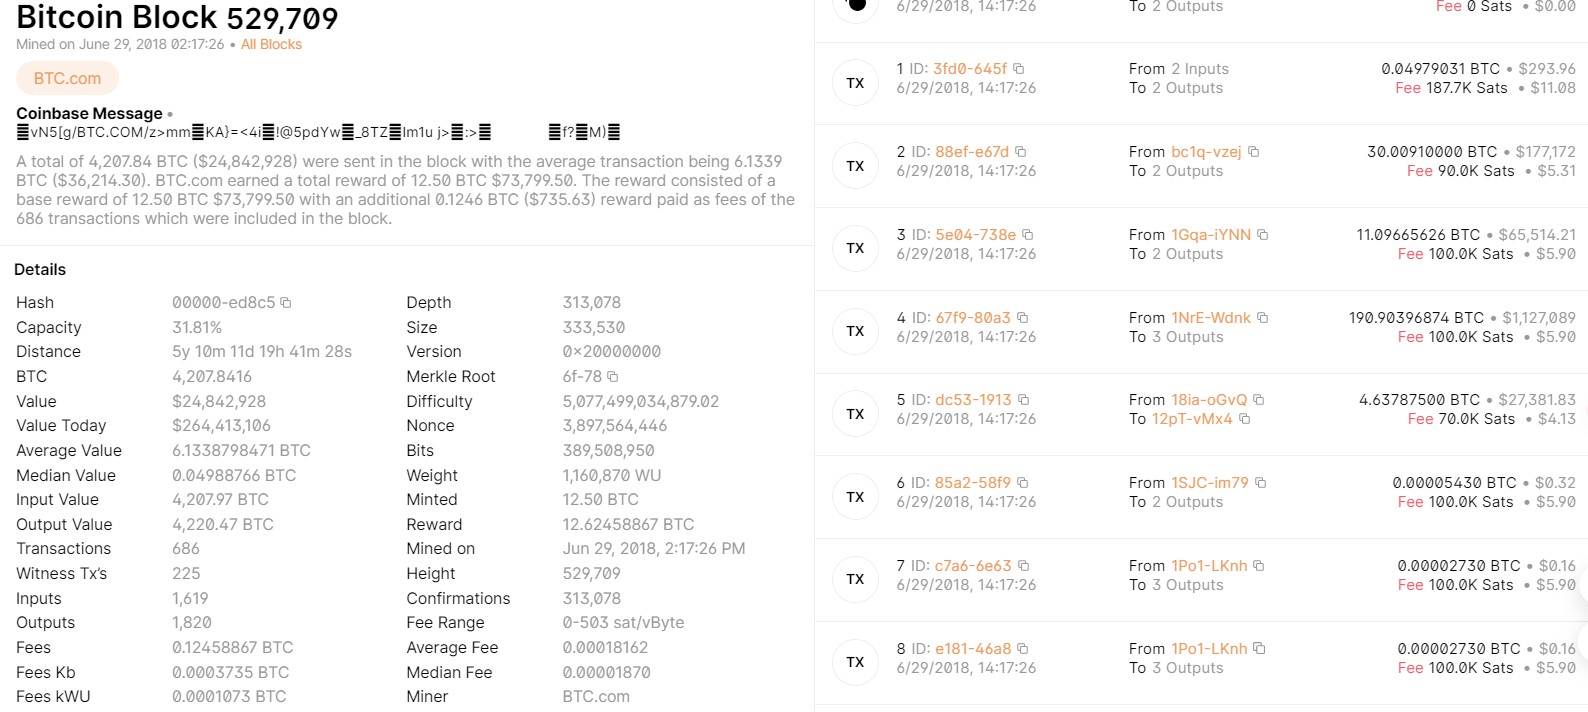 Bitcoin Block 529,709
Mined on June 29, 2018 02:17:26 • All Blocks
BTC.com
Coinbase Message •
vN5[g/BTC.COM/z>mm KA}=<4i !@5pdYw _8TZ Im1u j> :> f? M)
A total of 4,207.84 BTC ($24,842,928) were sent in the block with the average transaction being 6.1339
BTC ($36,214.30). BTC.com earned a total reward of 12.50 BTC $73,799.50. The reward consisted of a
base reward of 12.50 BTC $73,799.50 with an additional 0.1246 BTC ($735.63) reward paid as fees of the
686 transactions which were included in the block.
Details
Hash 00000-ed8c5 Depth 313,078
Capacity 31.81% Size 333,530
Distance 5y 10m 11d 19h 41m 28s Version 0×20000000
BTC 4,207.8416 Merkle Root 6f-78
Value $24,842,928 Difficulty 5,077,499,034,879.02
Value Today $264,413,106 Nonce 3,897,564,446
Average Value 6.1338798471 BTC Bits 389,508,950
Median Value 0.04988766 BTC Weight 1,160,870 WU
Input Value 4,207.97 BTC Minted 12.50 BTC
Output Value 4,220.47 BTC Reward 12.62458867 BTC
Transactions 686 Mined on Jun 29, 2018, 2:17:26 PM
Witness Tx's 225 Height 529,709
Inputs 1,619 Confirmations 313,078
Outputs 1,820 Fee Range 0-503 sat/vByte
Fees 0.12458867 BTC Average Fee 0.00018162
Fees Kb 0.0003735 BTC Median Fee 0.00001870
Fees kWU 0.0001073 BTC Miner BTC.com
6/29/2018, 14:17:26 To 2 Outputs Fee 0 Sats • $0.00
TX 1 ID: 3fd0-645f From 2 Inputs 0.04979031 BTC • $293.96
6/29/2018, 14:17:26 To 2 Outputs Fee 187.7K Sats • $11.08
TX 2 ID: 88ef-e67d From bc1q-vzej 30.00910000 BTC • $177,172
6/29/2018, 14:17:26 To 2 Outputs Fee 90.0K Sats • $5.31
TX 3 ID: 5e04-738e From 1Gqa-iYNN 11.09665626 BTC • $65,514.21
6/29/2018, 14:17:26 To 2 Outputs Fee 100.0K Sats • $5.90
TX 4 ID: 67f9-80a3 From 1NrE-Wdnk 190.90396874 BTC • $1,127,089
6/29/2018, 14:17:26 To 3 Outputs Fee 100.0K Sats • $5.90
TX 5 ID: dc53-1913 From 18ia-oGvQ 4.63787500 BTC • $27,381.83
6/29/2018, 14:17:26 To 12pT-vMx4 Fee 70.0K Sats • $4.13
TX 6 ID: 85a2-58f9 From 1SJC-im79 0.00005430 BTC • $0.32
6/29/2018, 14:17:26 To 2 Outputs Fee 100.0K Sats • $5.90
TX 7 ID: c7a6-6e63 From 1Po1-LKnh 0.00002730 BTC • $0.16
6/29/2018, 14:17:26 To 3 Outputs Fee 100.0K Sats • $5.90
TX 8 ID: e181-46a8 From 1Po1-LKnh 0.00002730 BTC • $0.16
6/29/2018, 14:17:26 To 3 Outputs Fee 100.0K Sats • $5.90